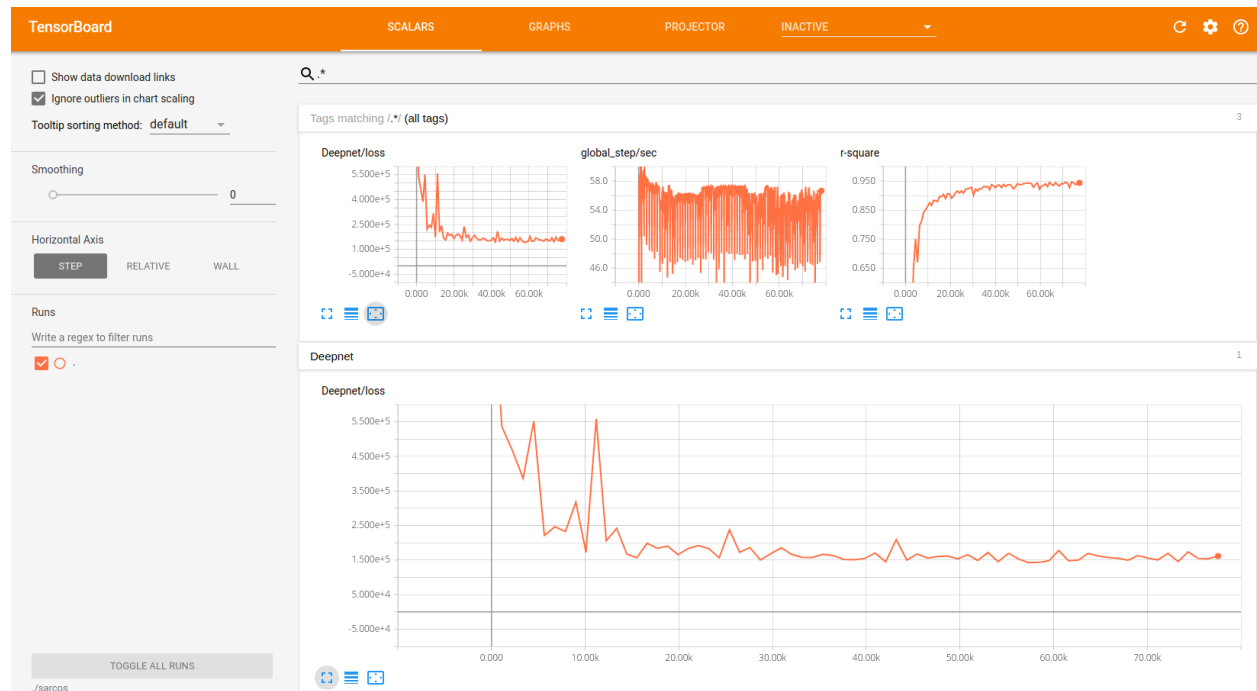 TensorBoard SCALARS GRAPHS PROJECTOR INACTIVE
Show data download links
Ignore outliers in chart scaling
Tooltip sorting method: default
Smoothing
0
Horizontal Axis
STEP RELATIVE WALL
Runs
Write a regex to filter runs
.
TOGGLE ALL RUNS
./sarcos
.*
Tags matching /.*/ (all tags) 3
Deepnet/loss
5.500e+5
4.000e+5
2.500e+5
1.000e+5
-5.000e+4
0.000 20.00k 40.00k 60.00k
global_step/sec
58.0
54.0
50.0
46.0
0.000 20.00k 40.00k 60.00k
r-square
0.950
0.850
0.750
0.650
0.000 20.00k 40.00k 60.00k
Deepnet 1
Deepnet/loss
5.500e+5
4.500e+5
3.500e+5
2.500e+5
1.500e+5
5.000e+4
-5.000e+4
0.000 10.00k 20.00k 30.00k 40.00k 50.00k 60.00k 70.00k